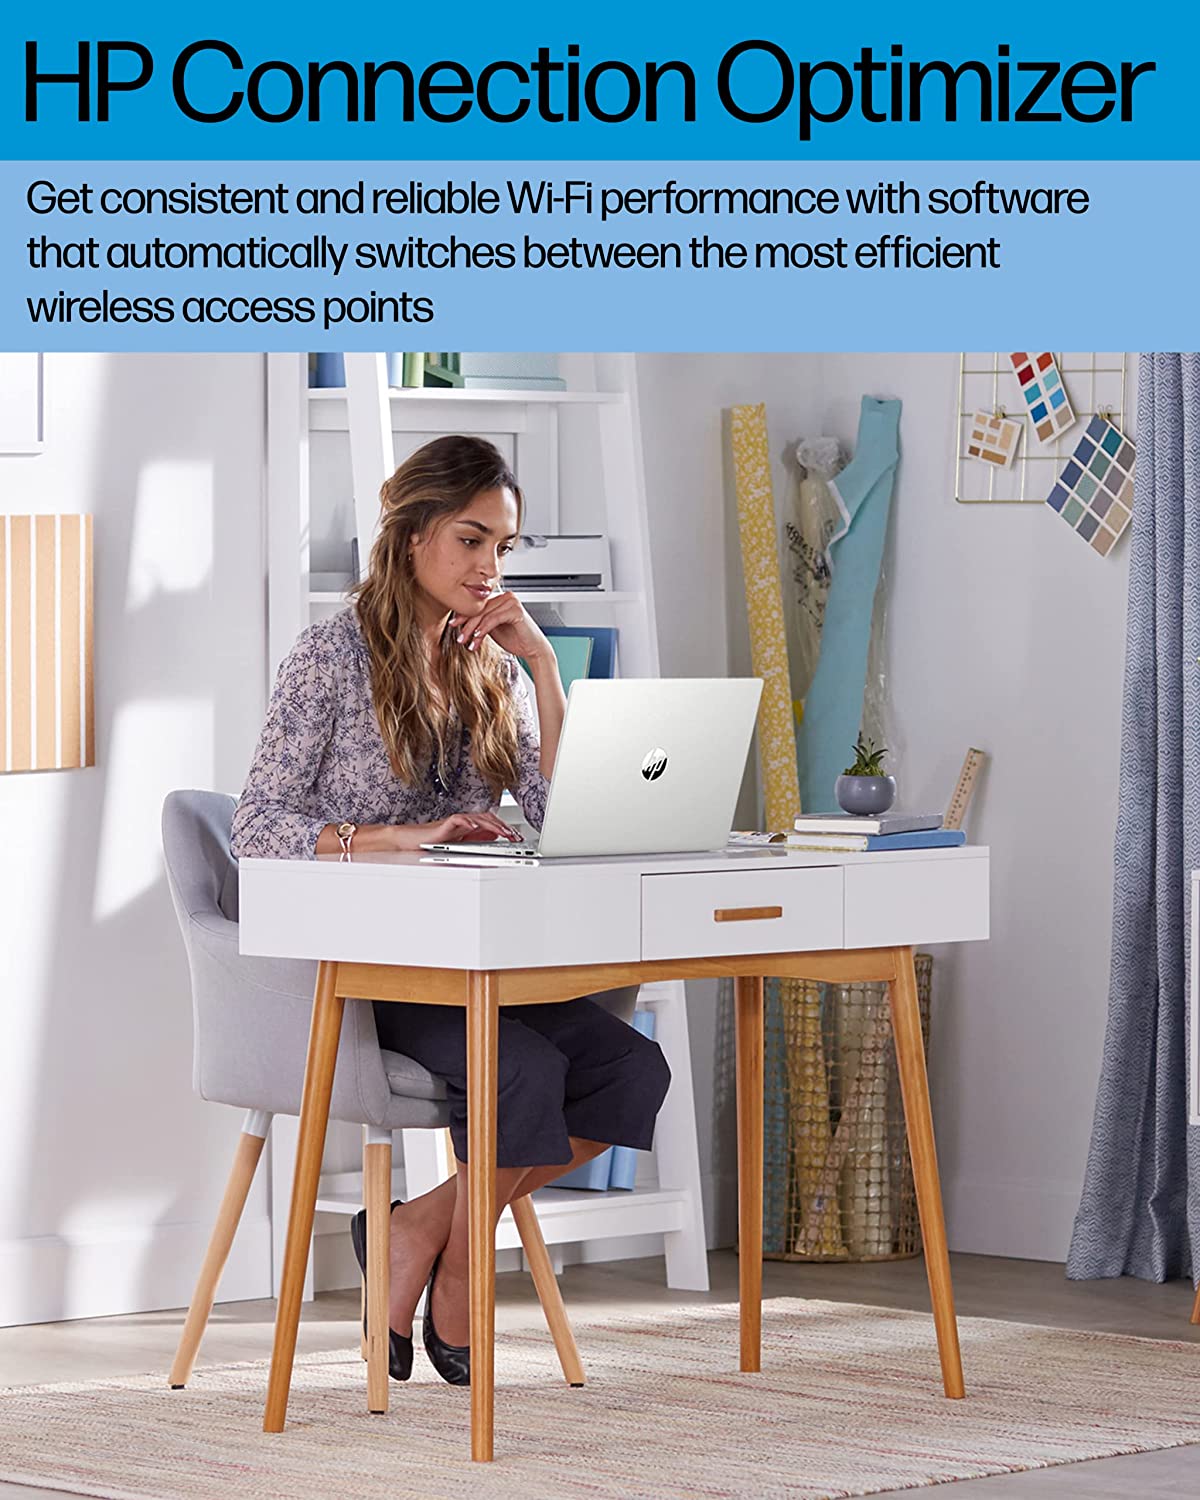 HP Connection Optimizer
Get consistent and reliable Wi-Fi performance with software
that automatically switches between the most efficient
wireless access points
hp